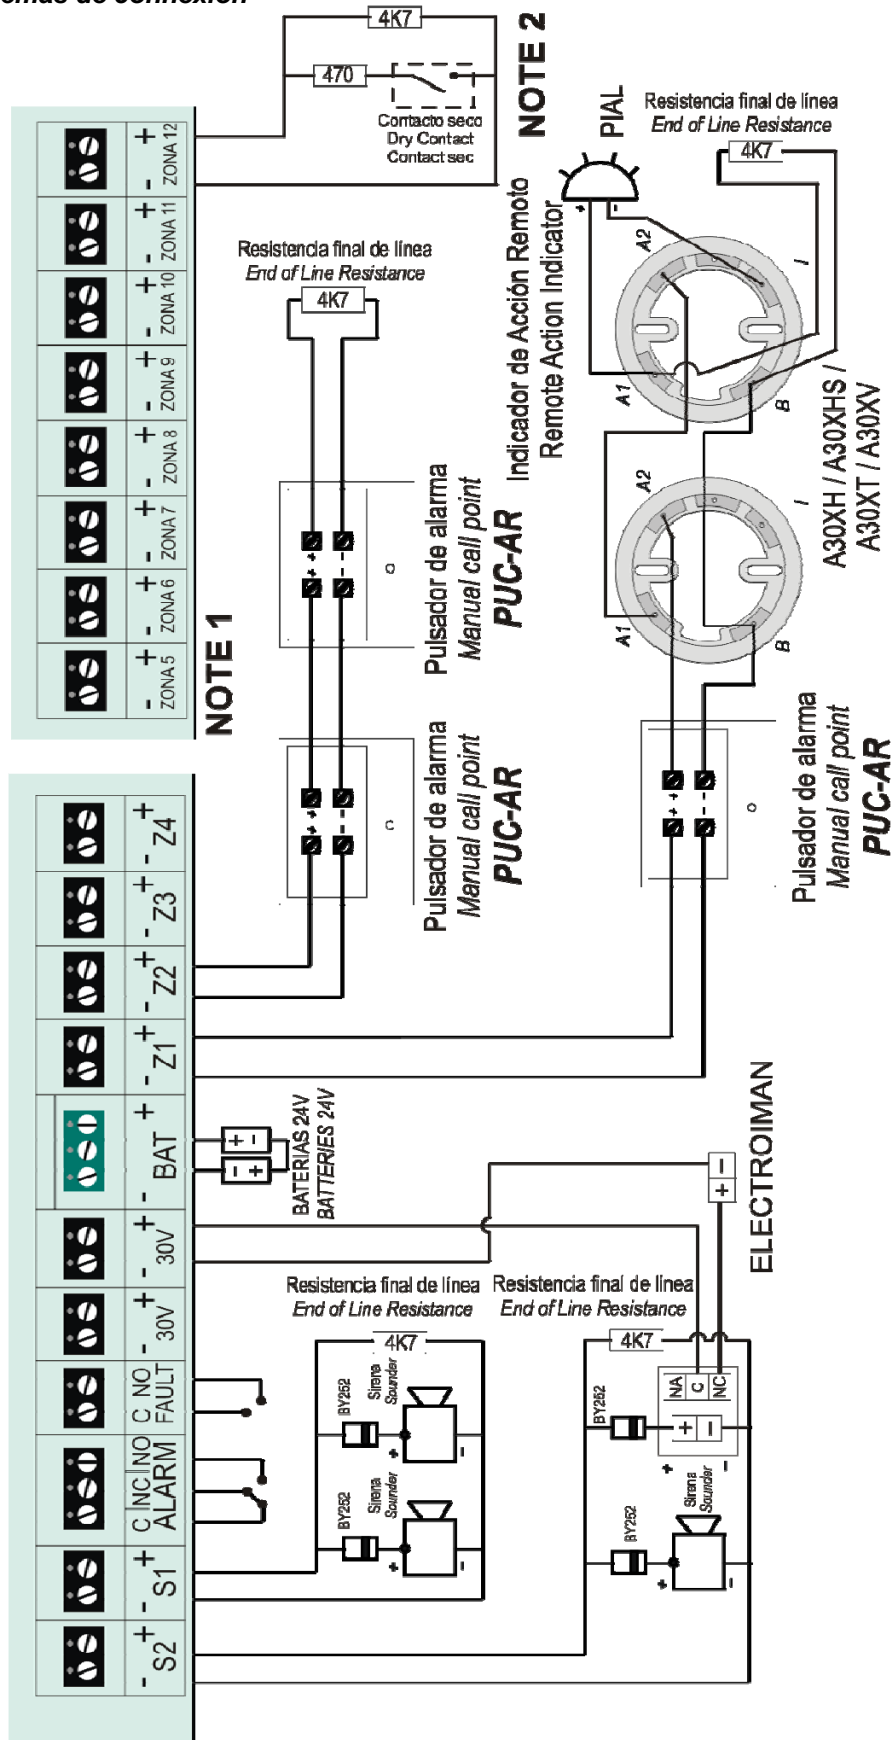 4K7
470
Contacto seco
Dry Contact
Contact sec
NOTE 2
- +
ZONA 12
- +
ZONA 11
- +
ZONA 10
- +
ZONA 9
- +
ZONA 8
- +
ZONA 7
- +
ZONA 6
- +
ZONA 5
NOTE 1
Resistencia final de línea
End of Line Resistance
4K7
+ +
- -
Pulsador de alarma
Manual call point
PUC-AR
+ +
- -
Pulsador de alarma
Manual call point
PUC-AR
PIAL
+
-
Indicador de Acción Remoto
Remote Action Indicator
Resistencia final de línea
End of Line Resistance
4K7
A2
I
A1
B
A2
I
A1
B
A30XH / A30XHS /
A30XT / A30XV
+ +
- -
Pulsador de alarma
Manual call point
PUC-AR
- Z4 +
- Z3 +
- Z2 +
- Z1 +
- BAT +
BATERIAS 24V
BATTERIES 24V
+ -
- +
- 30V +
- 30V +
C NO
FAULT
C NC NO
ALARM
- S1 +
- S2 +
ELECTROIMAN
+ -
Resistencia final de línea
End of Line Resistance
4K7
BY252
Sirena
Sounder
+
-
BY252
Sirena
Sounder
+
-
Resistencia final de línea
End of Line Resistance
4K7
BY252
NA
C
NC
+ -
+
-
BY252
Sirena
Sounder
+
-